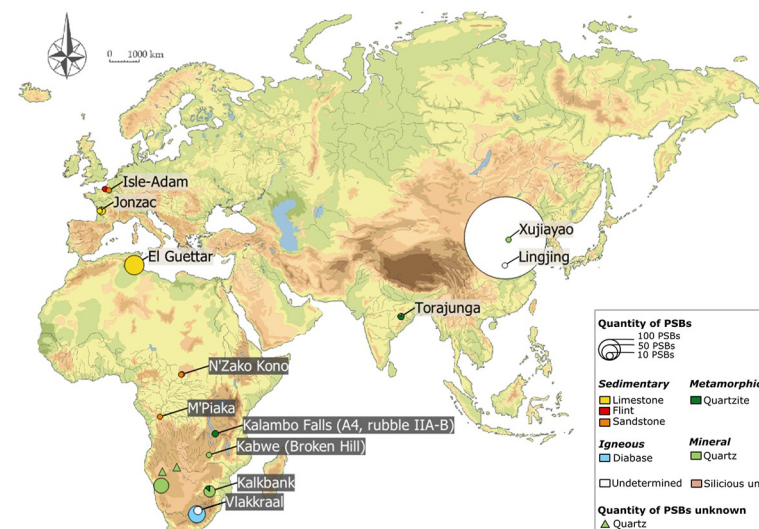 0 1000 km
Isle-Adam
Jonzac
El Guettar
Xujiayao
Lingjing
Torajunga
N'Zako Kono
M'Piaka
Kalambo Falls (A4, rubble IIA-B)
Kabwe (Broken Hill)
Kalkbank
Vlakkraal
Quantity of PSBs
100 PSBs
50 PSBs
10 PSBs
Sedimentary Metamorphic
Limestone Quartzite
Flint
Sandstone
Igneous Mineral
Diabase Quartz
Undetermined Silicious un
Quantity of PSBs unknown
Quartz